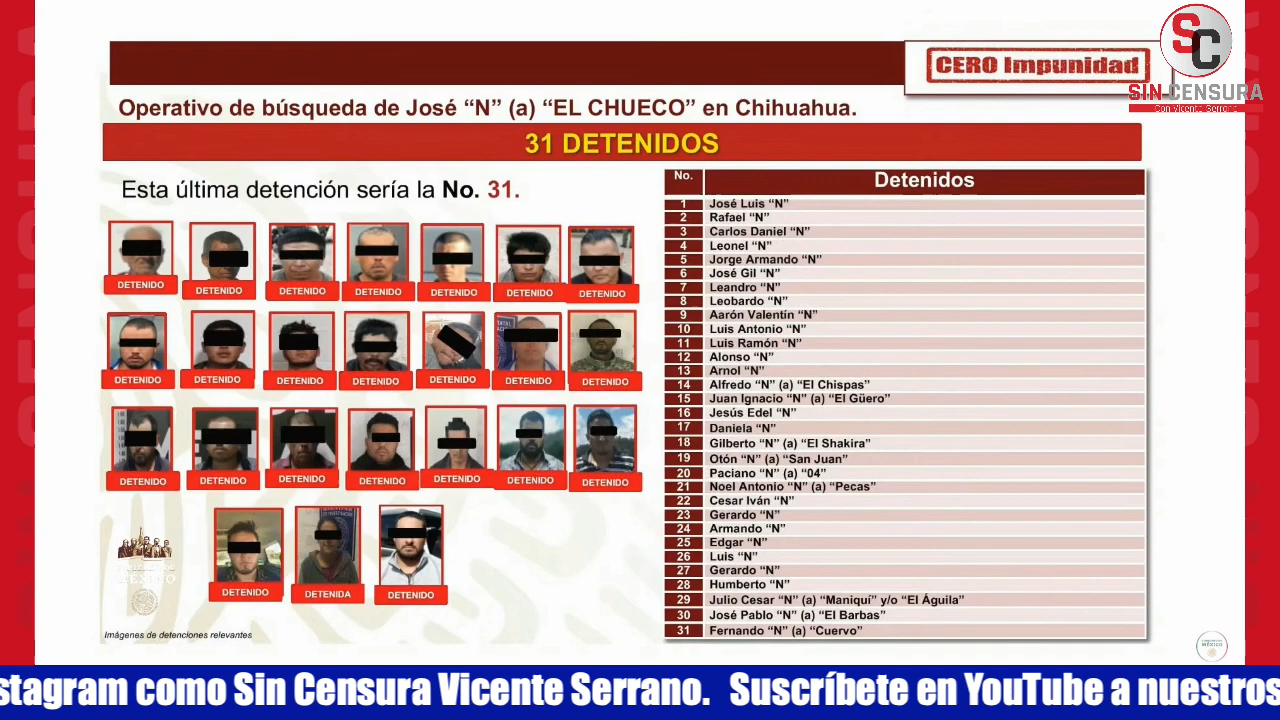 CERO Impunidad
SC
SIN CENSURA
Con Vicente Serrano
Operativo de búsqueda de José “N” (a) “EL CHUECO” en Chihuahua.
31 DETENIDOS
Esta última detención sería la No. 31.
DETENIDO DETENIDO DETENIDO DETENIDO DETENIDO DETENIDO DETENIDO
DETENIDO DETENIDO DETENIDO DETENIDO DETENIDO DETENIDO DETENIDO
DETENIDO DETENIDO DETENIDO DETENIDO DETENIDO DETENIDO DETENIDO
DETENIDO DETENIDA DETENIDO
MÉXICO
Imágenes de detenciones relevantes
No. Detenidos
1 José Luis “N”
2 Rafael “N”
3 Carlos Daniel “N”
4 Leonel “N”
5 Jorge Armando “N”
6 José Gil “N”
7 Leandro “N”
8 Leobardo “N”
9 Aarón Valentín “N”
10 Luis Antonio “N”
11 Luis Ramón “N”
12 Alonso “N”
13 Arnol “N”
14 Alfredo “N” (a) “El Chispas”
15 Juan Ignacio “N” (a) “El Güero”
16 Jesús Edel “N”
17 Daniela “N”
18 Gilberto “N” (a) “El Shakira”
19 Otón “N” (a) “San Juan”
20 Paciano “N” (a) “04”
21 Noel Antonio “N” (a) “Pecas”
22 Cesar Iván “N”
23 Gerardo “N”
24 Armando “N”
25 Edgar “N”
26 Luis “N”
27 Gerardo “N”
28 Humberto “N”
29 Julio Cesar “N” (a) “Maniquí” y/o “El Águila”
30 José Pablo “N” (a) “El Barbas”
31 Fernando “N” (a) “Cuervo”
MÉXICO
stagram como Sin Censura Vicente Serrano. Suscríbete en YouTube a nuestros